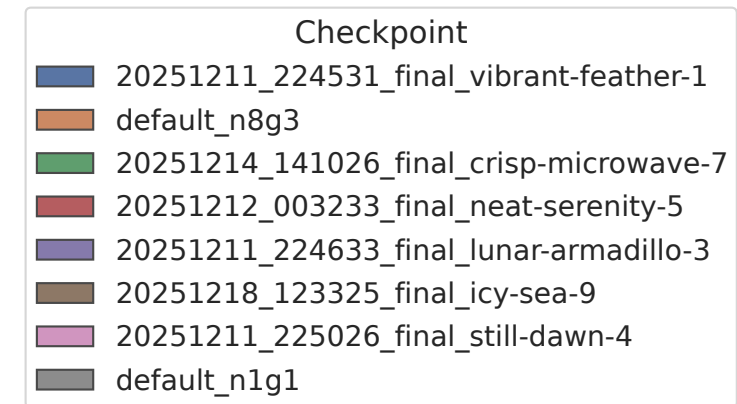 Checkpoint
20251211_224531_final_vibrant-feather-1
default_n8g3
20251214_141026_final_crisp-microwave-7
20251212_003233_final_neat-serenity-5
20251211_224633_final_lunar-armadillo-3
20251218_123325_final_icy-sea-9
20251211_225026_final_still-dawn-4
default_n1g1